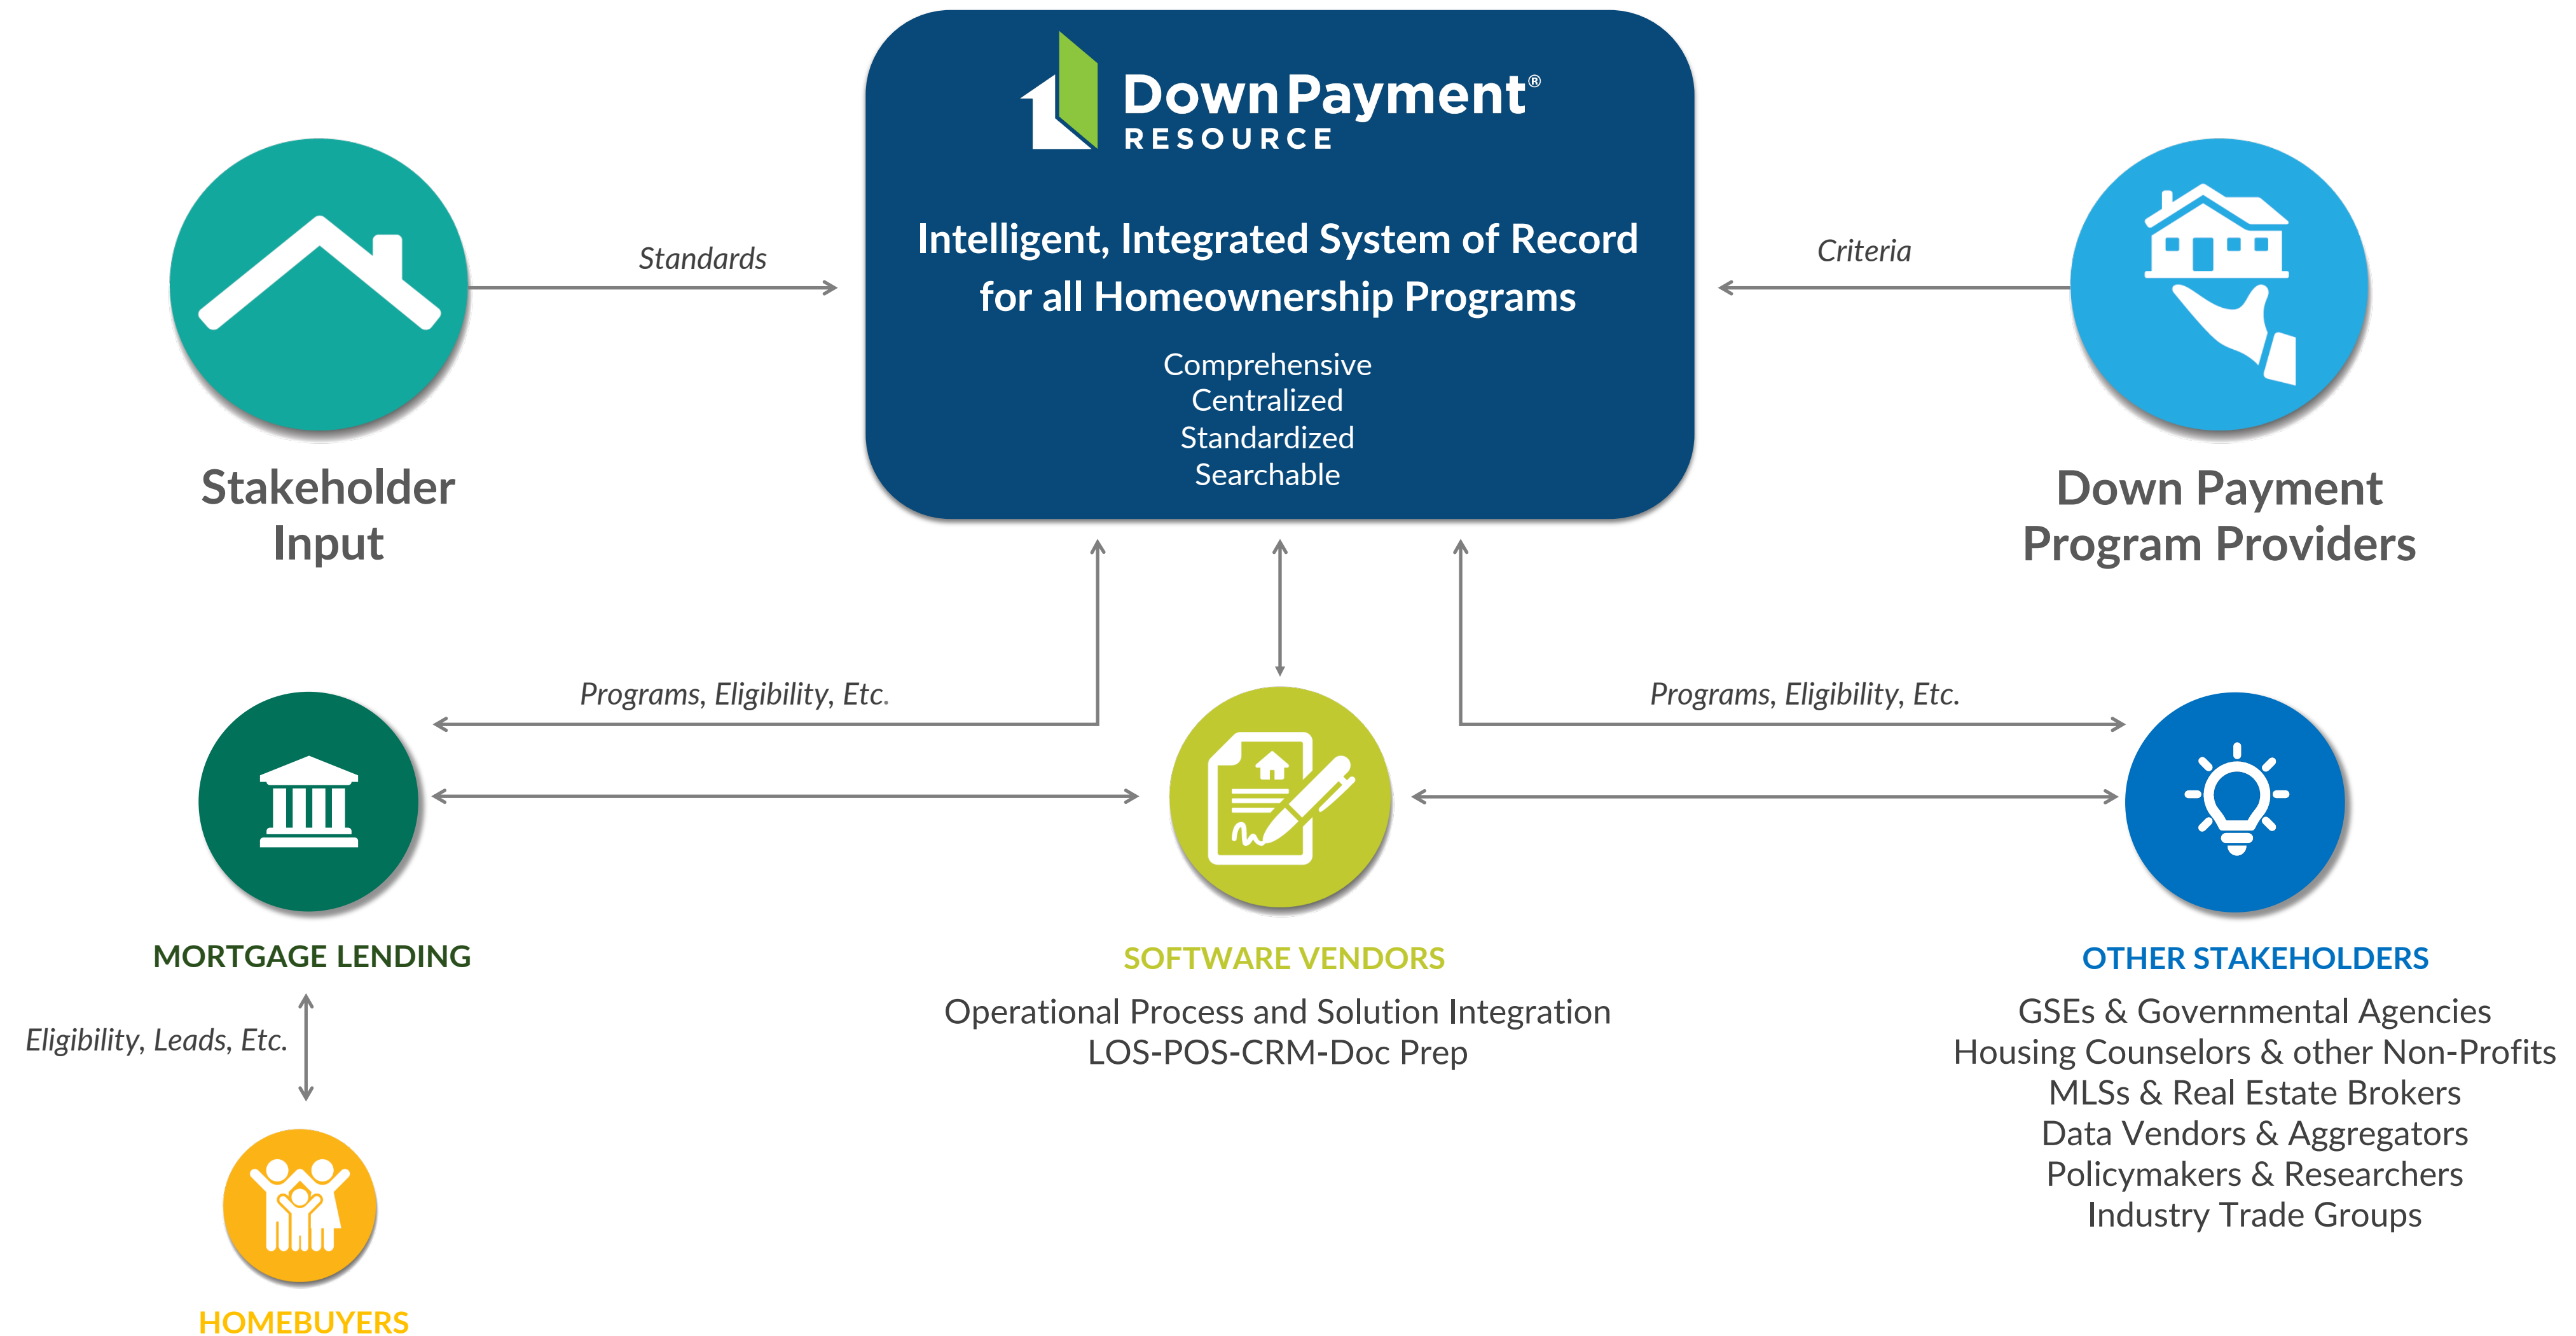 DownPayment®
RESOURCE
Intelligent, Integrated System of Record
for all Homeownership Programs
Comprehensive
Centralized
Standardized
Searchable
Standards
Criteria
Stakeholder
Input
Down Payment
Program Providers
Programs, Eligibility, Etc.
Programs, Eligibility, Etc.
MORTGAGE LENDING
Eligibility, Leads, Etc.
HOMEBUYERS
SOFTWARE VENDORS
Operational Process and Solution Integration
LOS-POS-CRM-Doc Prep
OTHER STAKEHOLDERS
GSEs & Governmental Agencies
Housing Counselors & other Non-Profits
MLSs & Real Estate Brokers
Data Vendors & Aggregators
Policymakers & Researchers
Industry Trade Groups